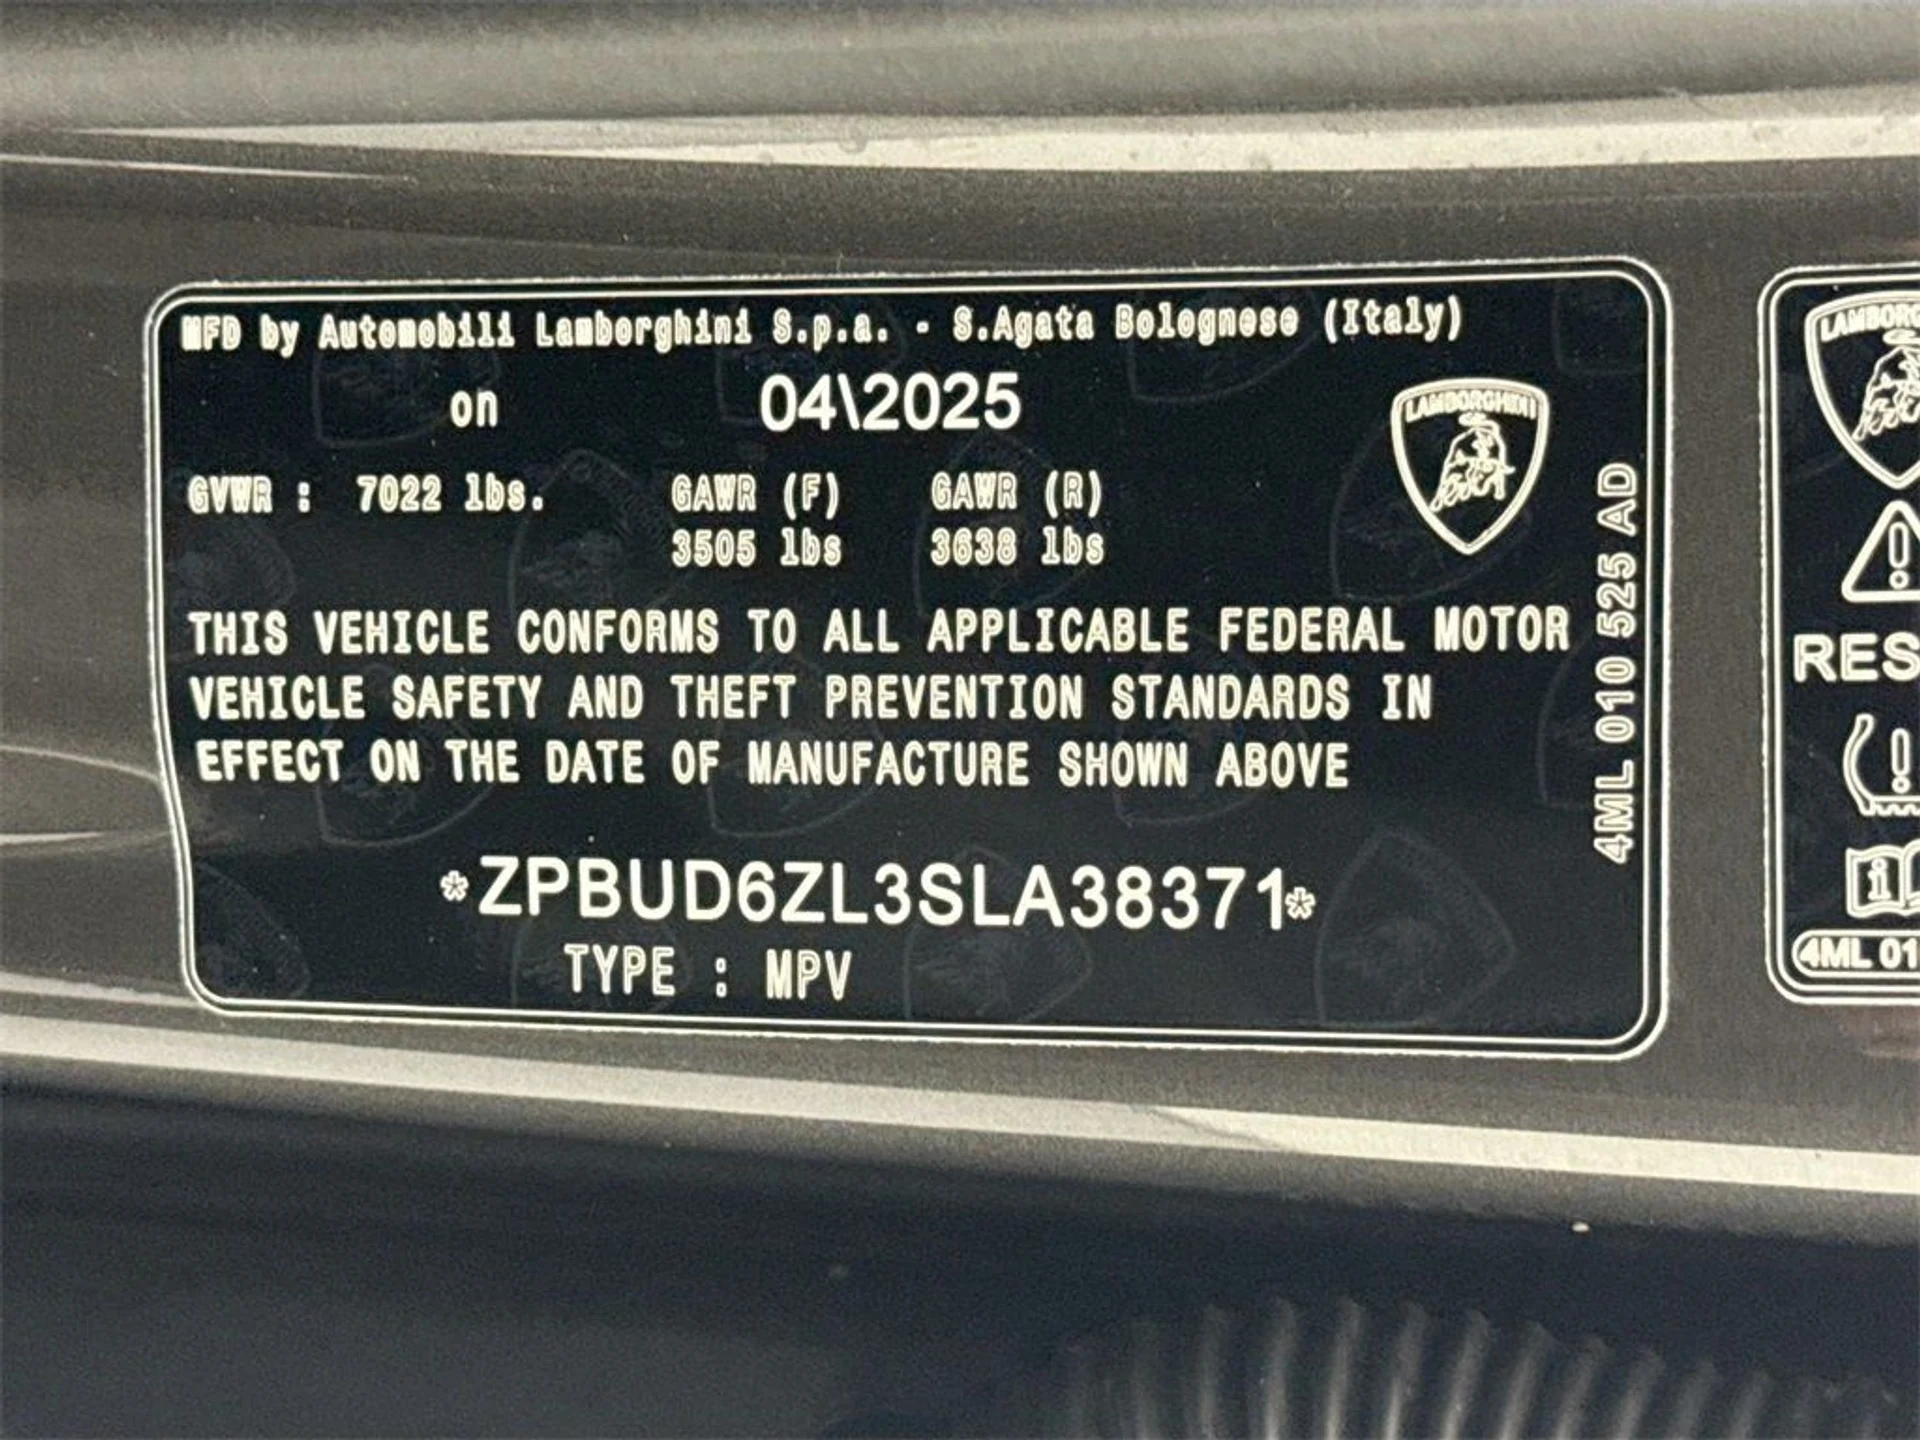 MFD by Automobili Lamborghini S.p.a. - S.Agata Bolognese (Italy)
on 04\2025
GVWR : 7022 lbs. GAWR (F) GAWR (R)
3505 lbs 3638 lbs
LAMBORGHINI
THIS VEHICLE CONFORMS TO ALL APPLICABLE FEDERAL MOTOR
VEHICLE SAFETY AND THEFT PREVENTION STANDARDS IN
EFFECT ON THE DATE OF MANUFACTURE SHOWN ABOVE
*ZPBUD6ZL3SLA38371*
TYPE : MPV
4ML 010 525 AD
LAMBORG
RES
4ML 01